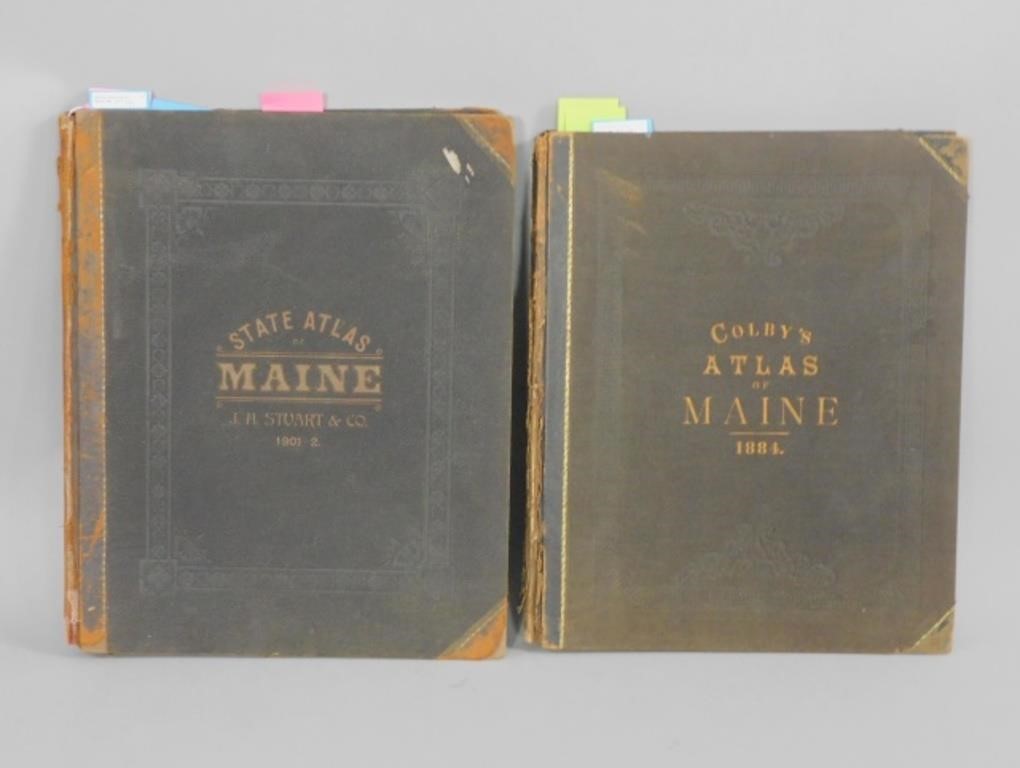 STATE ATLAS
OF
MAINE
J. H. STUART & CO.
1901-2.
COLBY'S
ATLAS
OF
MAINE
1884.